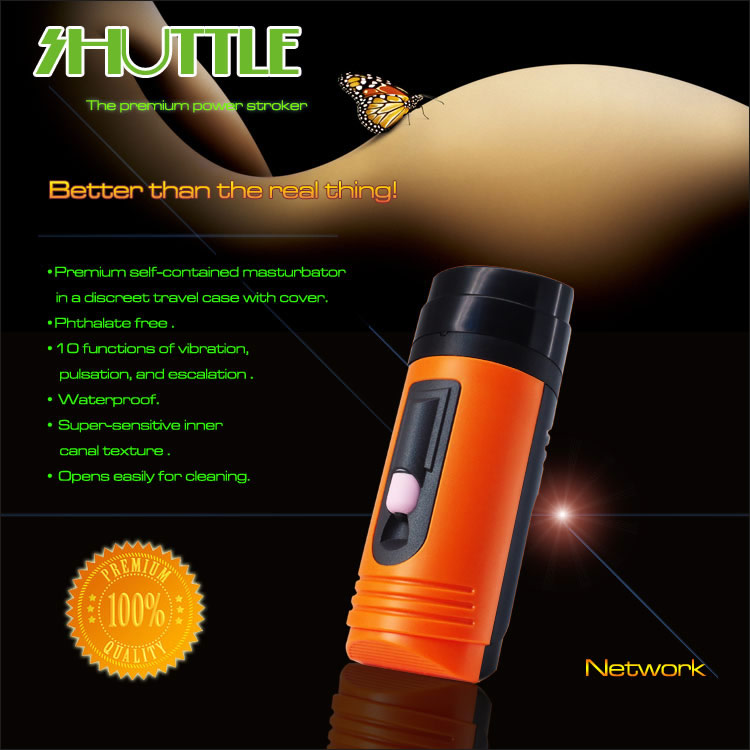 SHUTTLE
The premium power stroker
Better than the real thing!
• Premium self-contained masturbator
in a discreet travel case with cover.
• Phthalate free .
• 10 functions of vibration,
pulsation, and escalation .
• Waterproof.
• Super-sensitive inner
canal texture .
• Opens easily for cleaning.
PREMIUM
100%
QUALITY
Network